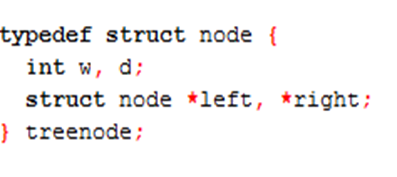 typedef struct node {
int w, d;
struct node *left, *right;
} treenode;